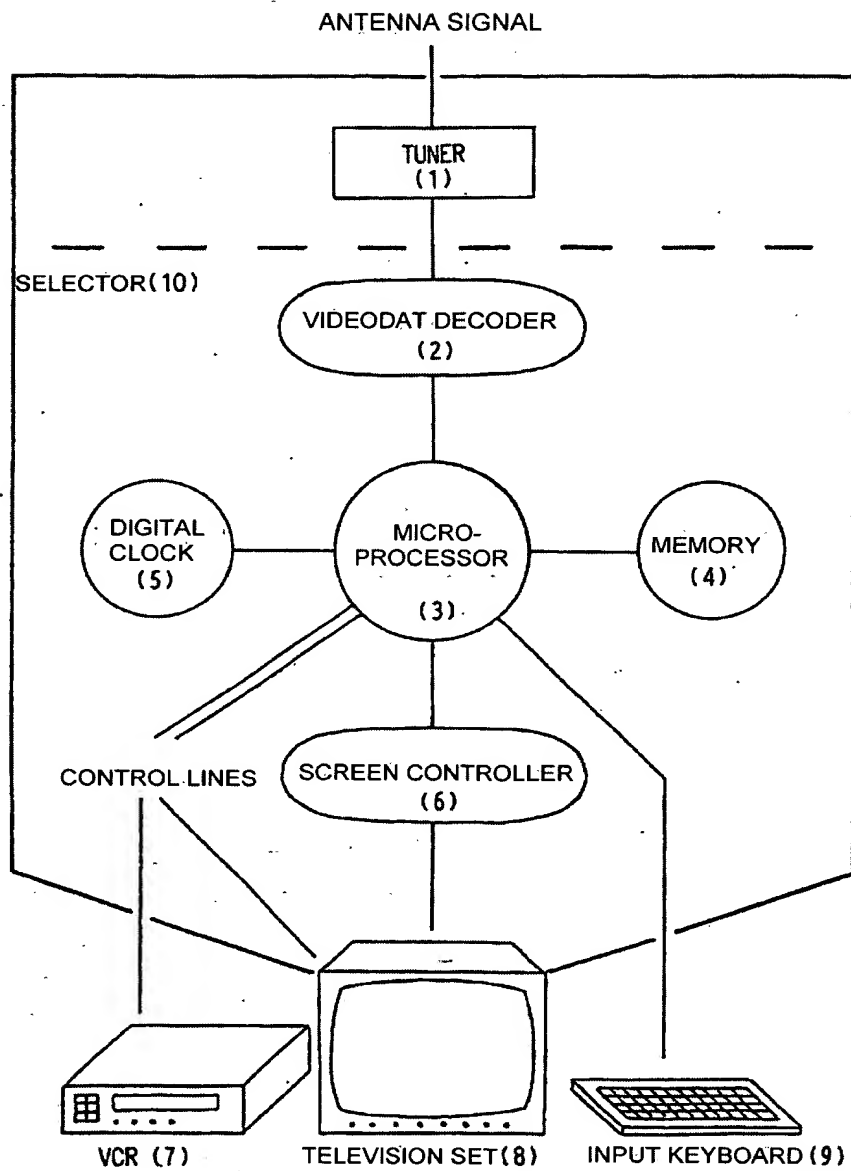 ANTENNA SIGNAL
TUNER
(1)
SELECTOR(10)
VIDEODAT DECODER
(2)
DIGITAL
CLOCK
(5)
MICRO-
PROCESSOR
(3)
MEMORY
(4)
CONTROL LINES
SCREEN CONTROLLER
(6)
VCR (7)
TELEVISION SET(8)
INPUT KEYBOARD(9)